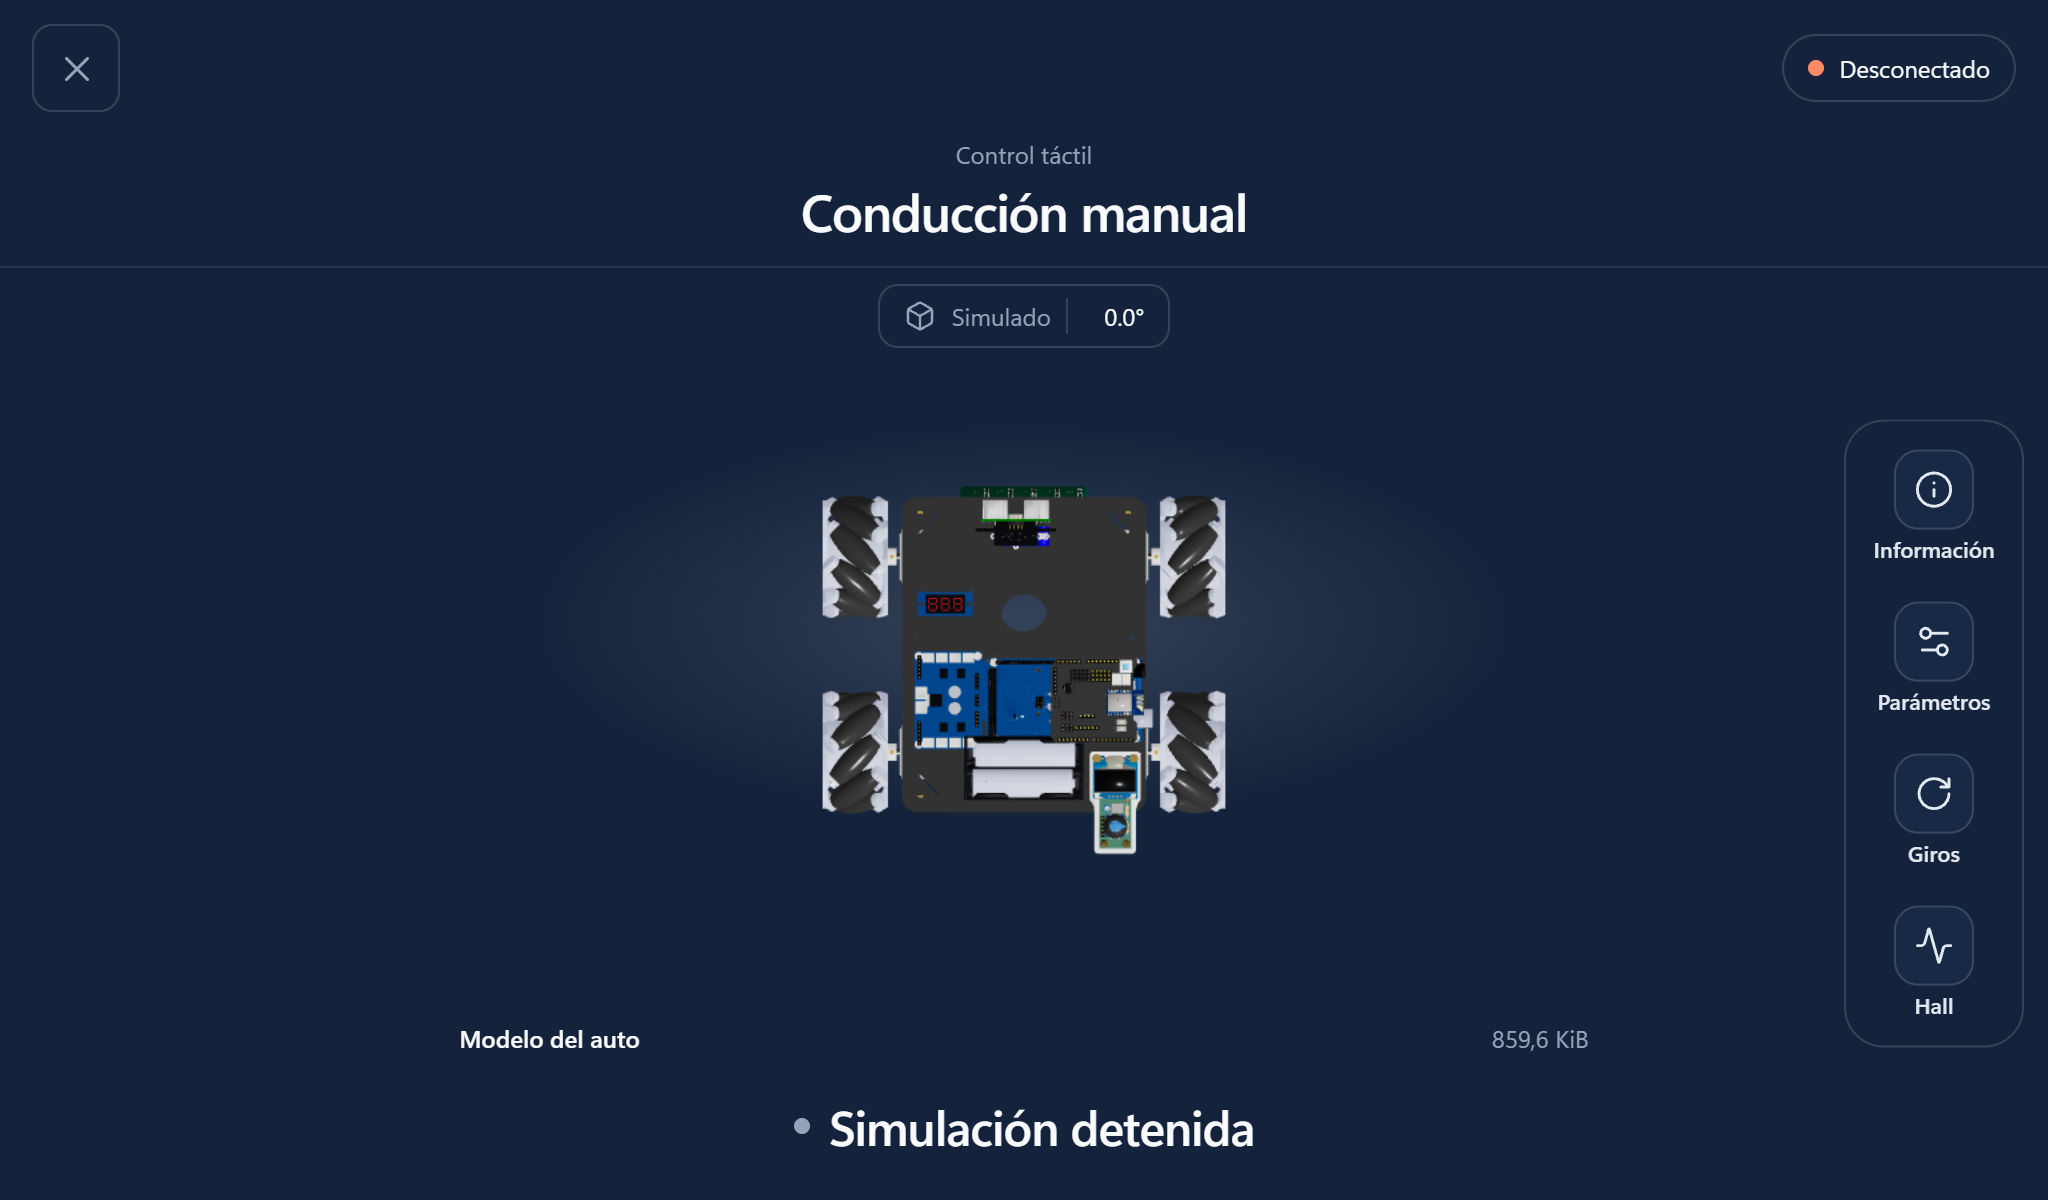 Desconectado
Control táctil
Conducción manual
Simulado 0.0°
888
Información
Parámetros
Giros
Hall
Modelo del auto 859,6 KiB
Simulación detenida